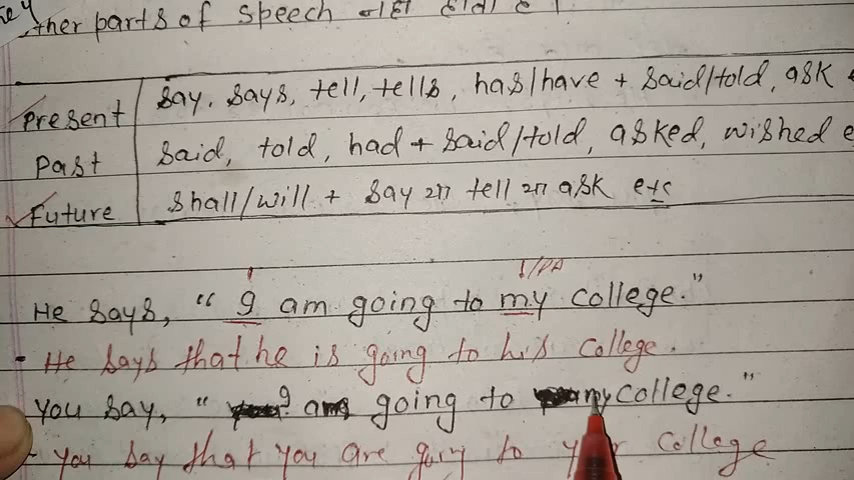 ther parts of speech नही होता है।
Present say, says, tell, tells, has/have + said/told, ask
Past said, told, had + said/told, asked, wished e
Future shall/will + say या tell या ask etc
1/PA
He says, “ I am going to my college.”
- He says that he is going to his college.
You say, “ I am going to my college.”
- You say that you are going to your college